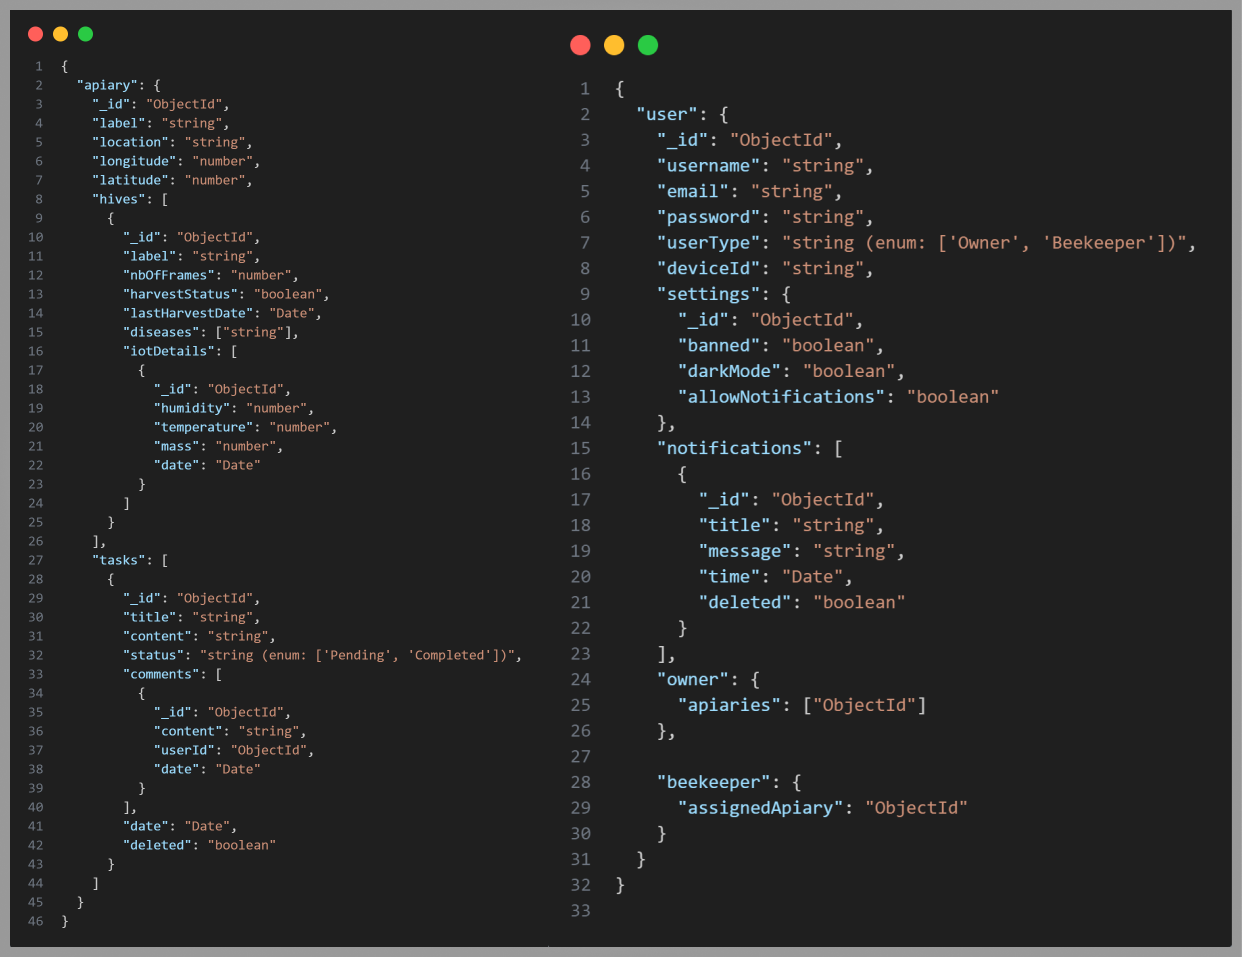 1 {
2 "apiary": {
3 "_id": "ObjectId",
4 "label": "string",
5 "location": "string",
6 "longitude": "number",
7 "latitude": "number",
8 "hives": [
9 {
10 "_id": "ObjectId",
11 "label": "string",
12 "nbOfFrames": "number",
13 "harvestStatus": "boolean",
14 "lastHarvestDate": "Date",
15 "diseases": ["string"],
16 "iotDetails": [
17 {
18 "_id": "ObjectId",
19 "humidity": "number",
20 "temperature": "number",
21 "mass": "number",
22 "date": "Date"
23 }
24 ]
25 }
26 ],
27 "tasks": [
28 {
29 "_id": "ObjectId",
30 "title": "string",
31 "content": "string",
32 "status": "string (enum: ['Pending', 'Completed'])",
33 "comments": [
34 {
35 "_id": "ObjectId",
36 "content": "string",
37 "userId": "ObjectId",
38 "date": "Date"
39 }
40 ],
41 "date": "Date",
42 "deleted": "boolean"
43 }
44 ]
45 }
46 }
1 {
2 "user": {
3 "_id": "ObjectId",
4 "username": "string",
5 "email": "string",
6 "password": "string",
7 "userType": "string (enum: ['Owner', 'Beekeeper'])",
8 "deviceId": "string",
9 "settings": {
10 "_id": "ObjectId",
11 "banned": "boolean",
12 "darkMode": "boolean",
13 "allowNotifications": "boolean"
14 },
15 "notifications": [
16 {
17 "_id": "ObjectId",
18 "title": "string",
19 "message": "string",
20 "time": "Date",
21 "deleted": "boolean"
22 }
23 ],
24 "owner": {
25 "apiaries": ["ObjectId"]
26 },
27
28 "beekeeper": {
29 "assignedApiary": "ObjectId"
30 }
31 }
32 }
33